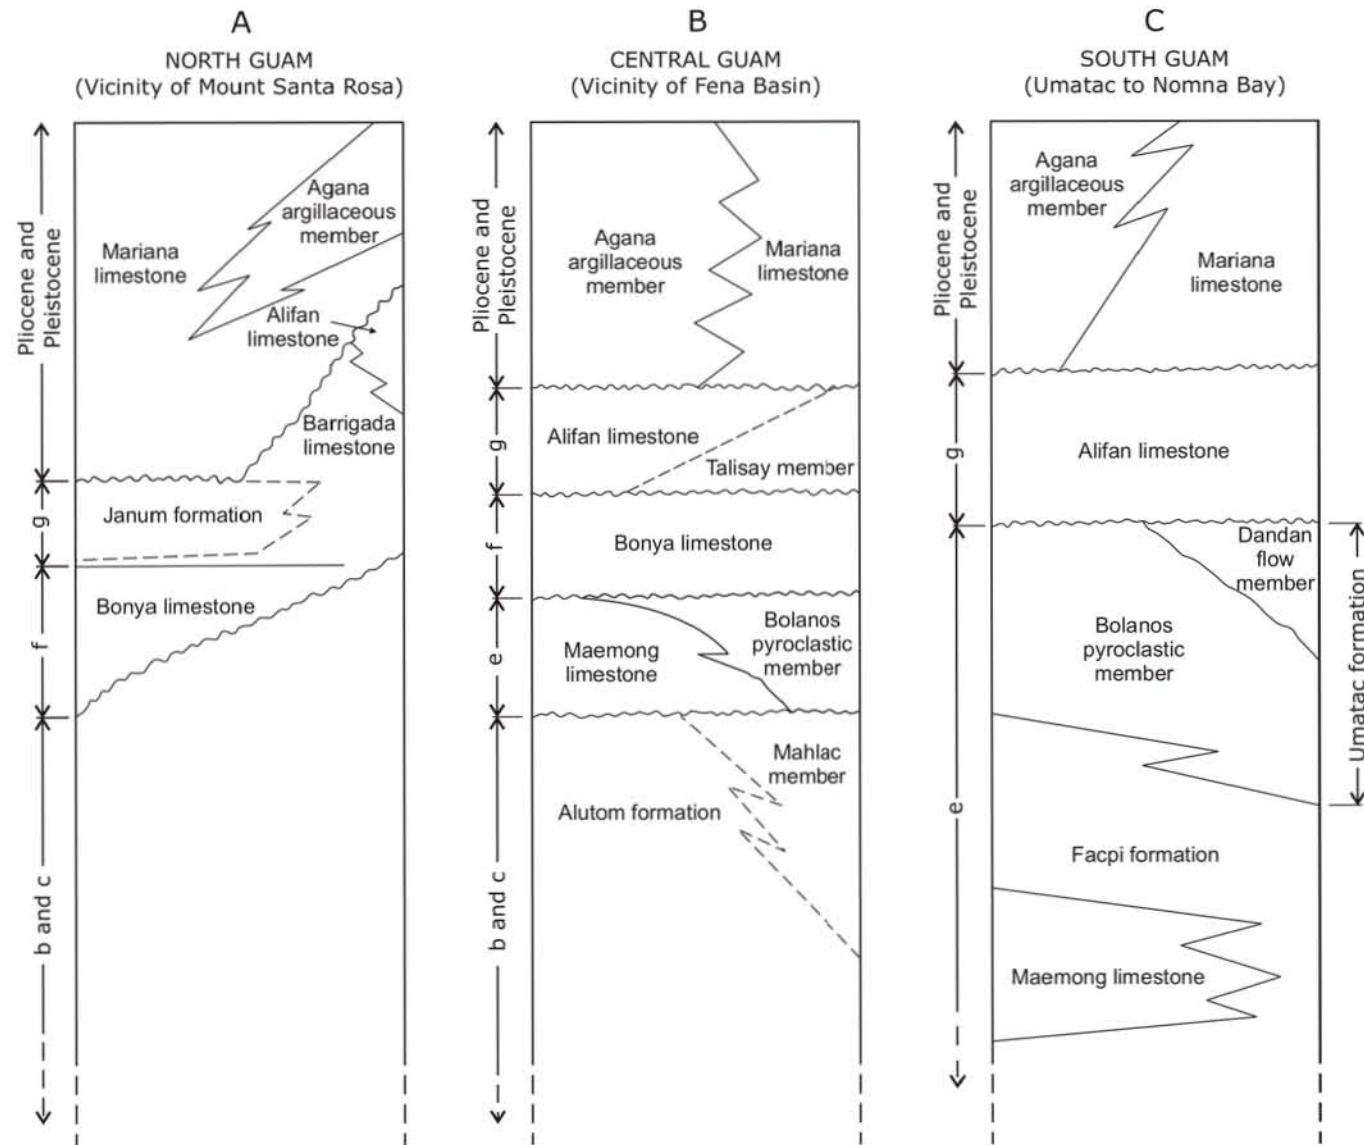 A
NORTH GUAM
(Vicinity of Mount Santa Rosa)
Pliocene and
Pleistocene
g
f
b and c
Agana
argillaceous
member
Mariana
limestone
Alifan
limestone
Barrigada
limestone
Janum formation
Bonya limestone
B
CENTRAL GUAM
(Vicinity of Fena Basin)
Pliocene and
Pleistocene
g
f
e
b and c
Agana
argillaceous
member
Mariana
limestone
Alifan limestone
Talisay member
Bonya limestone
Maemong
limestone
Bolanos
pyroclastic
member
Mahlac
member
Alutom formation
C
SOUTH GUAM
(Umatac to Nomna Bay)
Pliocene and
Pleistocene
g
e
Agana
argillaceous
member
Mariana
limestone
Alifan limestone
Dandan
flow
member
Bolanos
pyroclastic
member
Facpi formation
Maemong limestone
Umatac formation